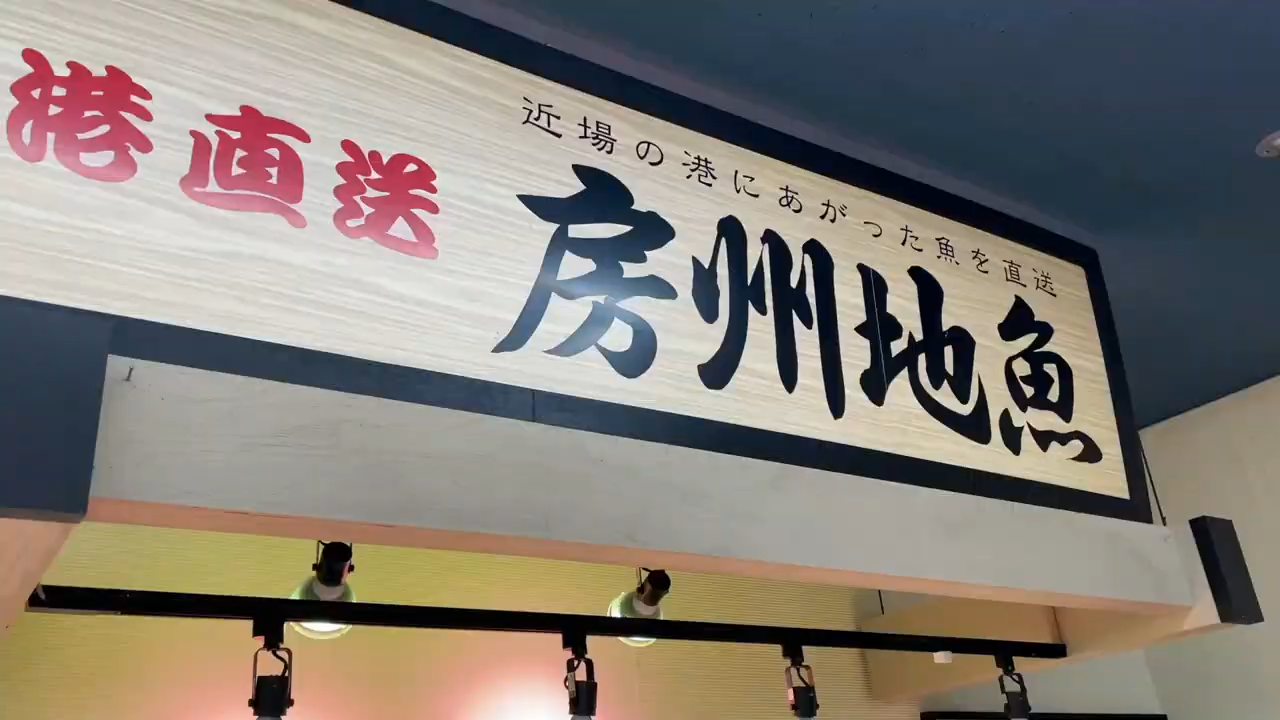 港直送
近場の港にあがった魚を直送
房州地魚